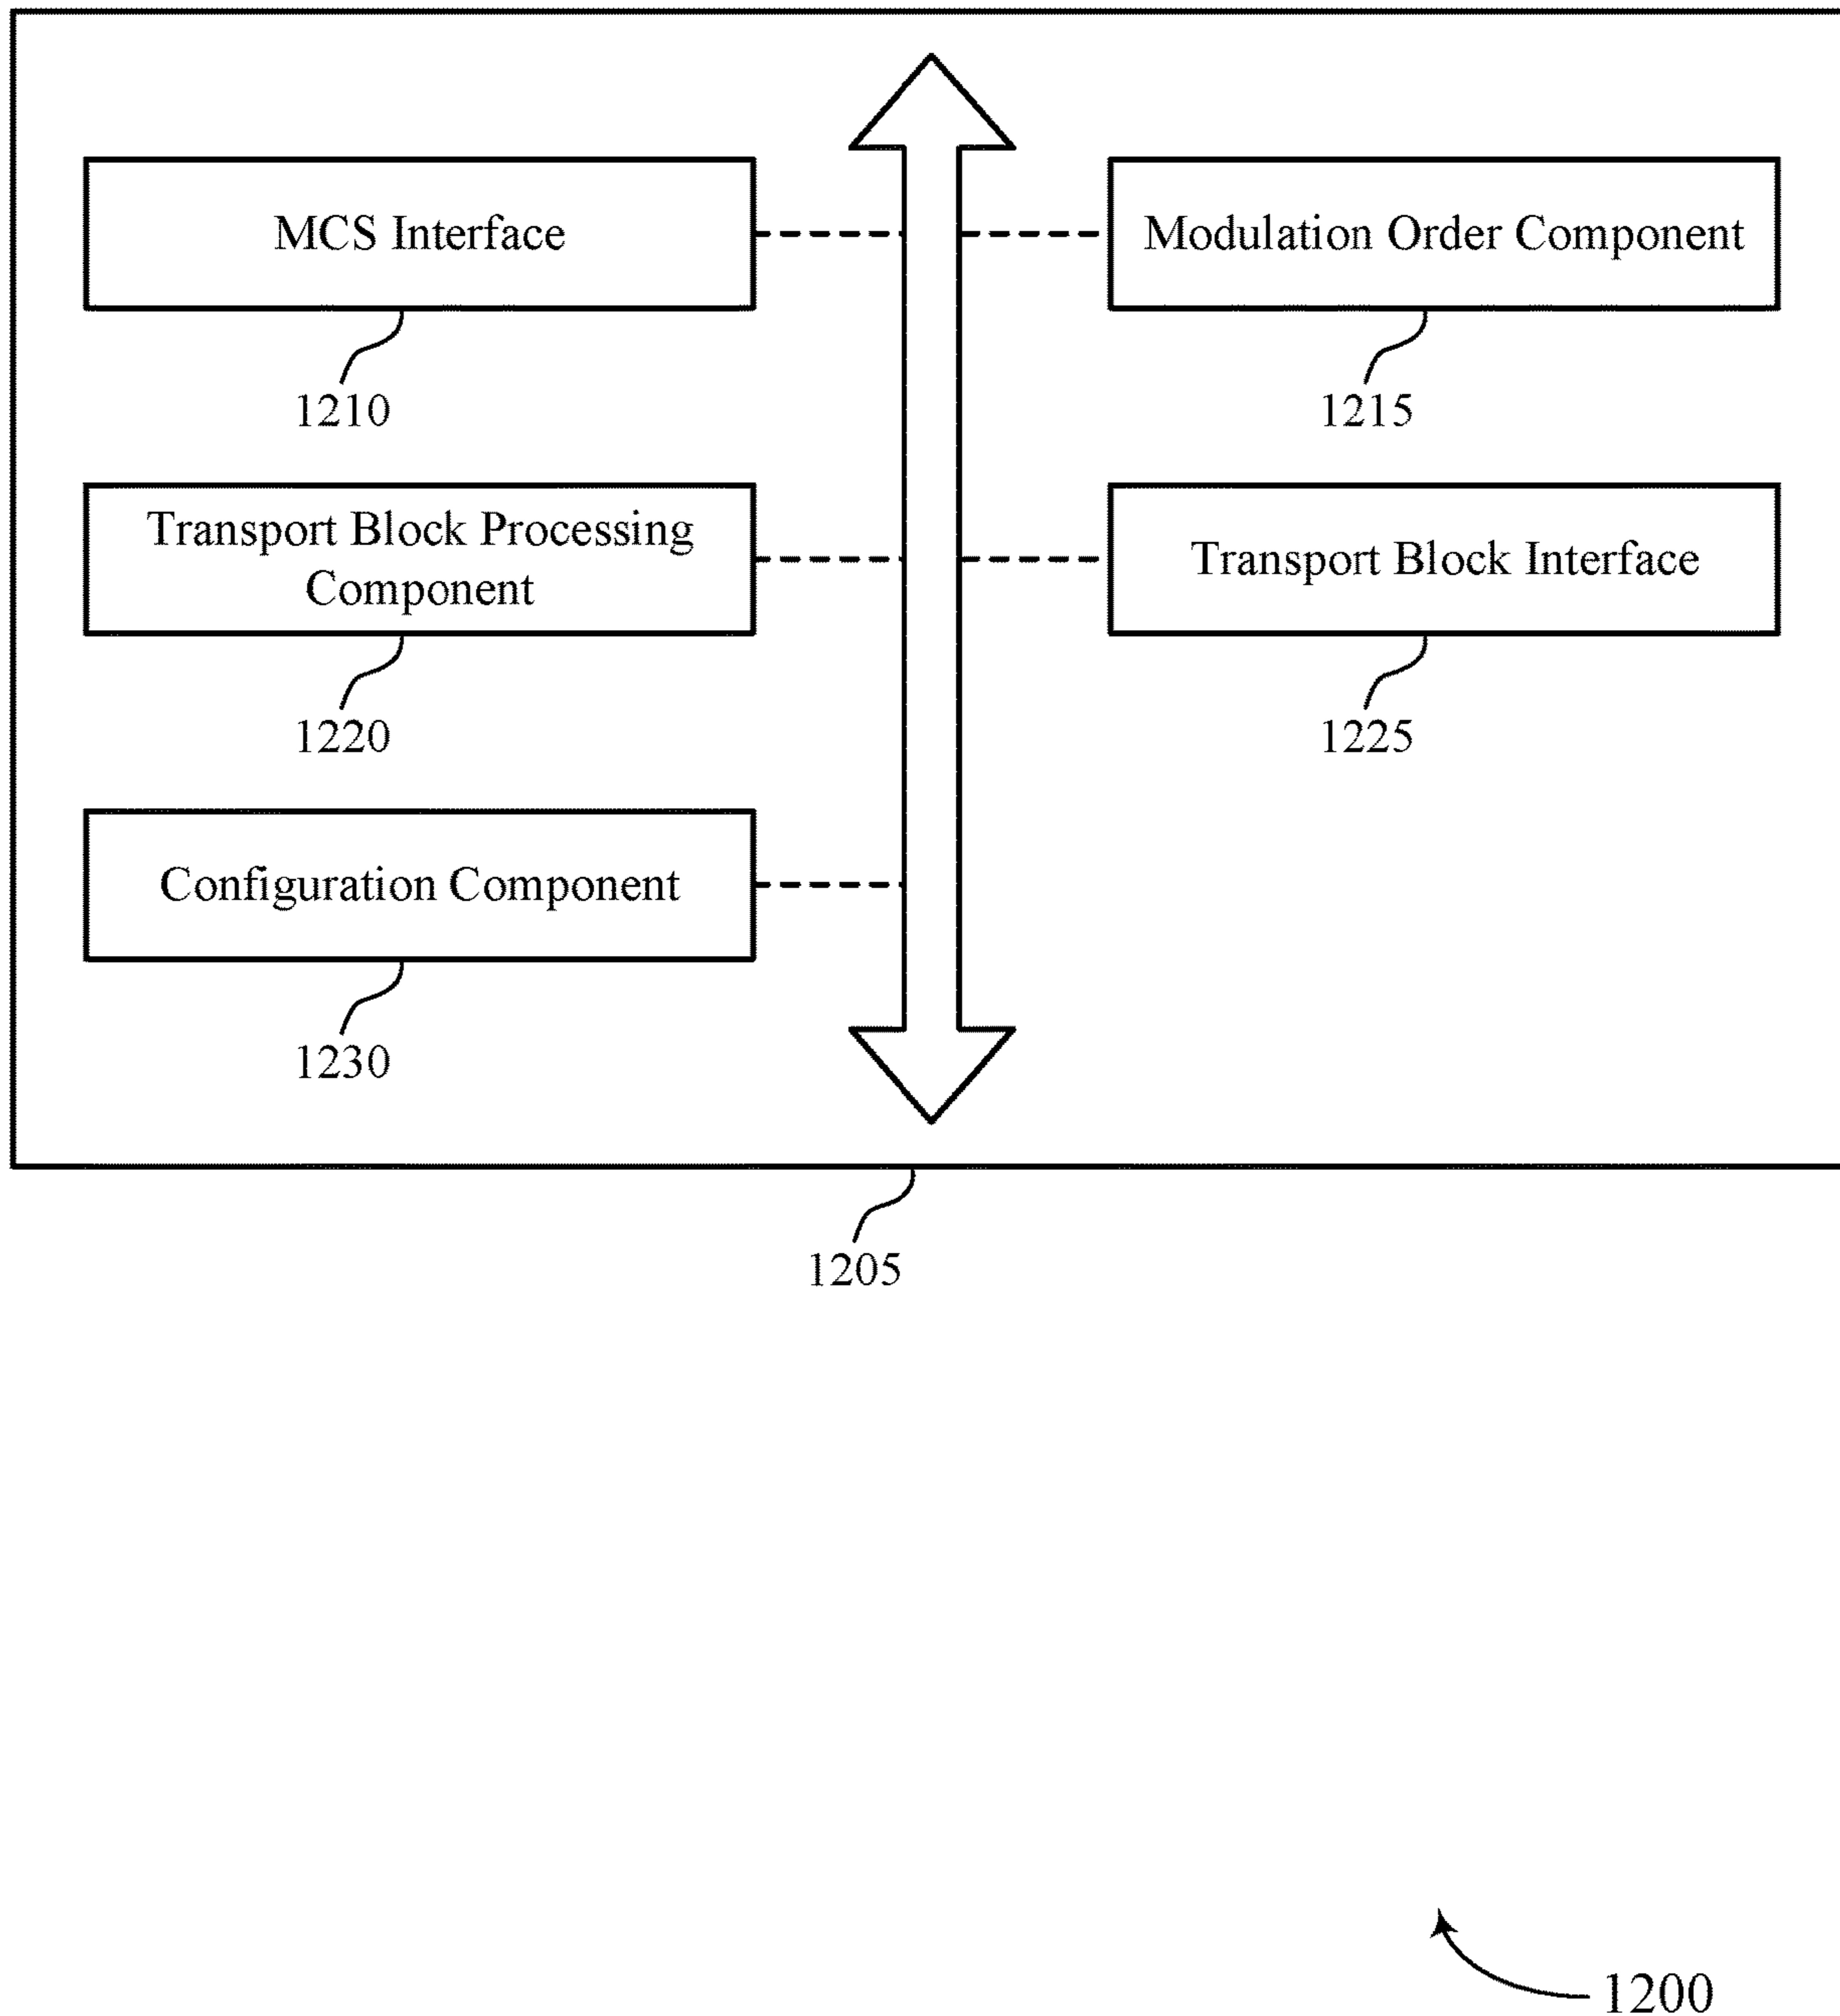 MCS Interface
1210
Modulation Order Component
1215
Transport Block Processing
Component
1220
Transport Block Interface
1225
Configuration Component
1230
1205
1200